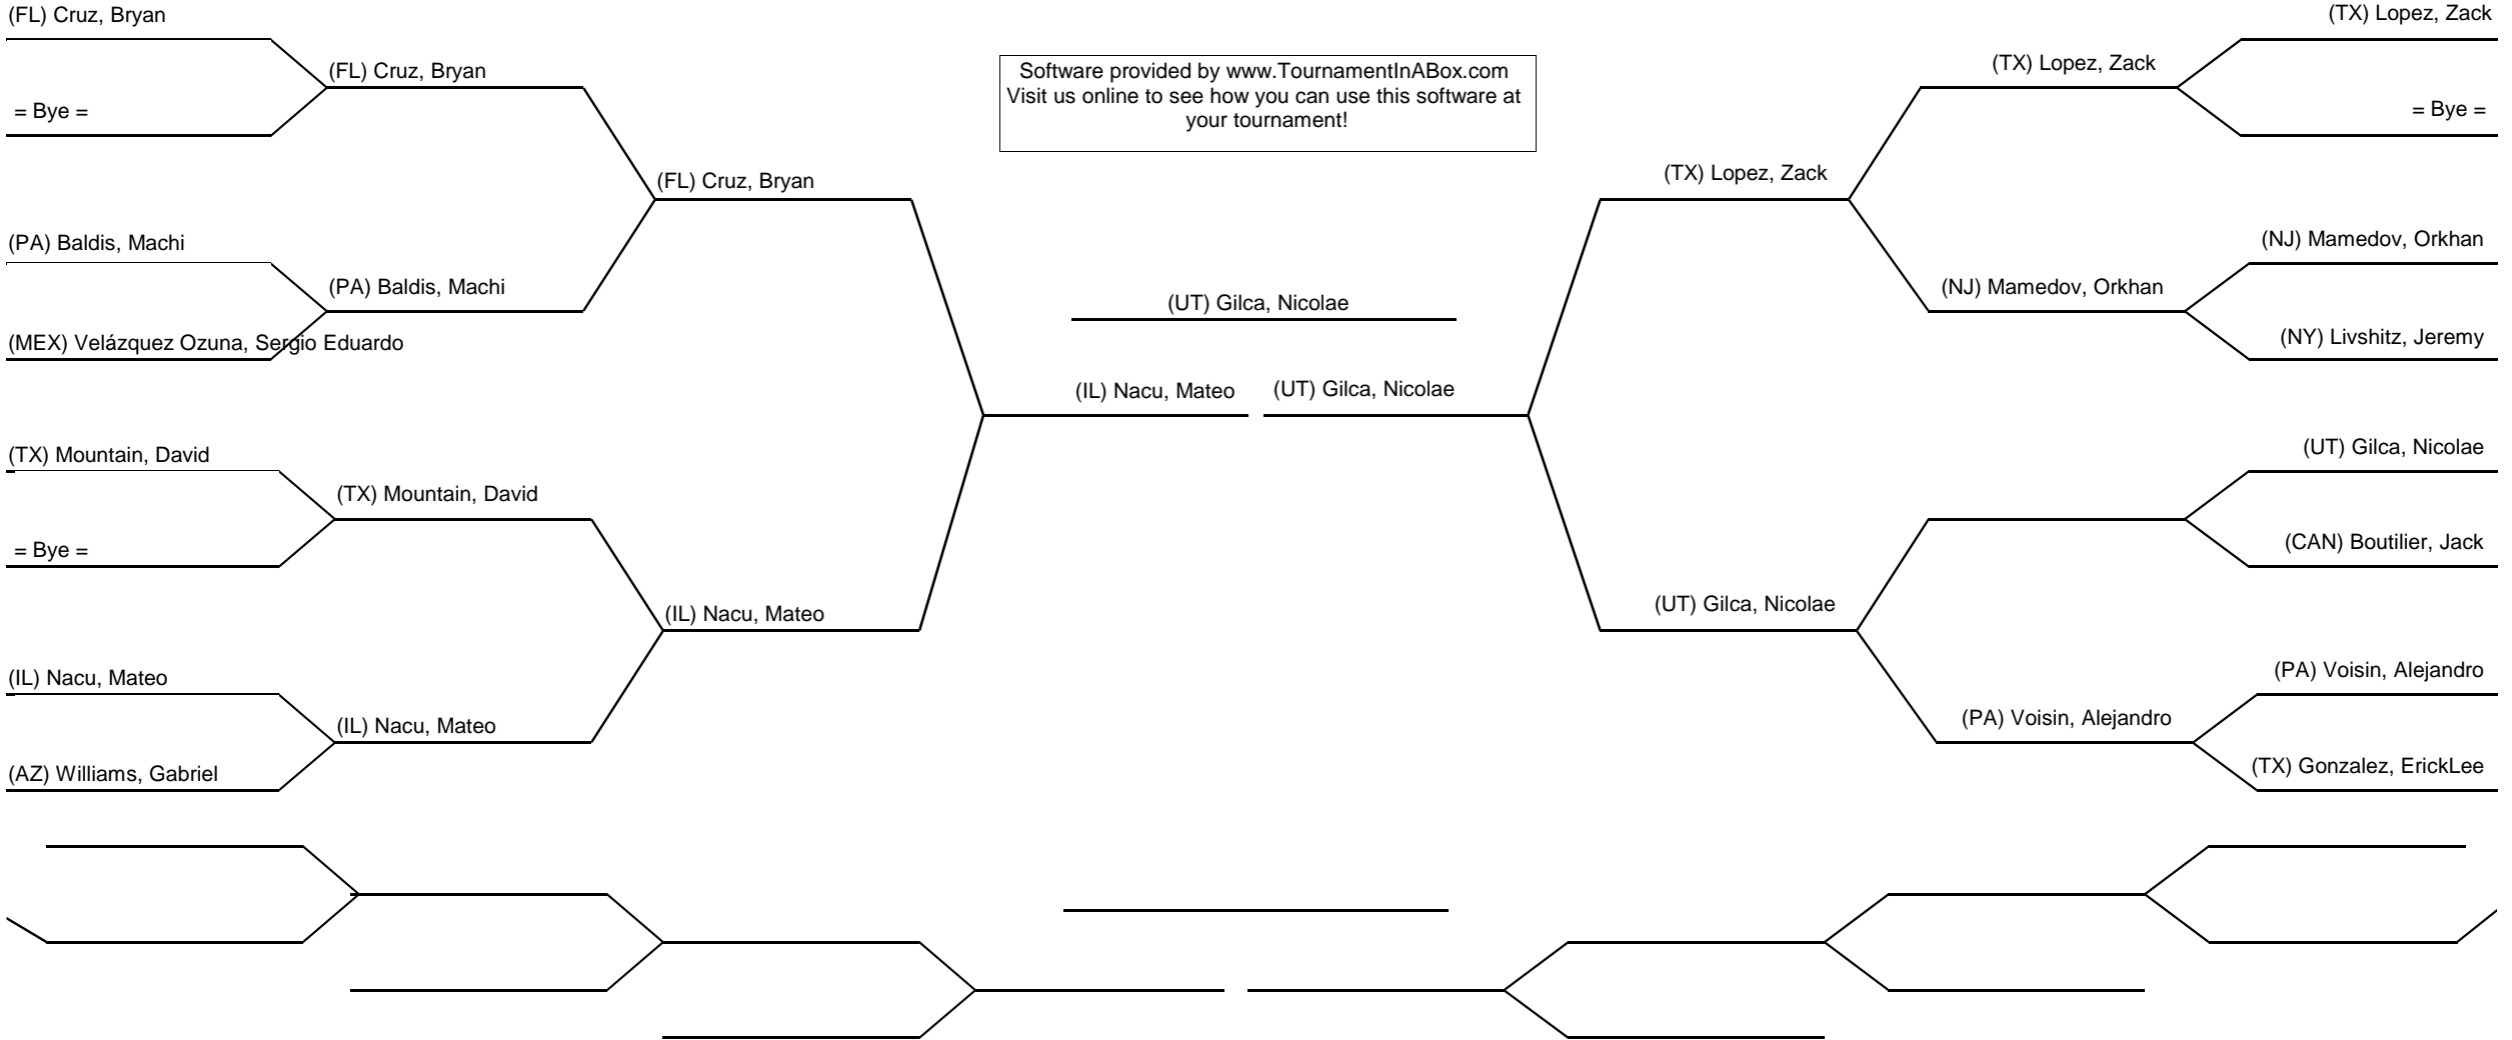 (FL) Cruz, Bryan
= Bye =
(PA) Baldis, Machi
(MEX) Velázquez Ozuna, Sergio Eduardo
(TX) Mountain, David
= Bye =
(IL) Nacu, Mateo
(AZ) Williams, Gabriel
(FL) Cruz, Bryan
(PA) Baldis, Machi
(TX) Mountain, David
(IL) Nacu, Mateo
(FL) Cruz, Bryan
(IL) Nacu, Mateo
Software provided by www.TournamentInABox.com
Visit us online to see how you can use this software at
your tournament!
(UT) Gilca, Nicolae
(IL) Nacu, Mateo
(UT) Gilca, Nicolae
(TX) Lopez, Zack
(UT) Gilca, Nicolae
(TX) Lopez, Zack
(NJ) Mamedov, Orkhan
(PA) Voisin, Alejandro
(TX) Lopez, Zack
= Bye =
(NJ) Mamedov, Orkhan
(NY) Livshitz, Jeremy
(UT) Gilca, Nicolae
(CAN) Boutilier, Jack
(PA) Voisin, Alejandro
(TX) Gonzalez, ErickLee